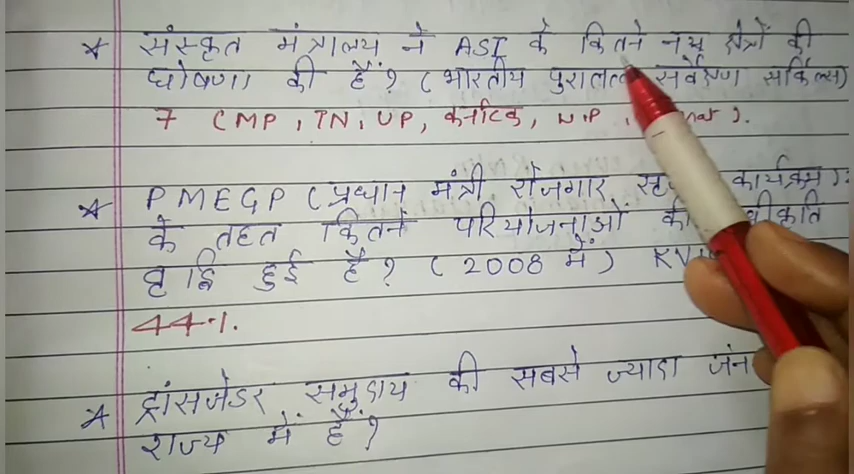 * संस्कृत मंत्रालय ने ASI के कितने नए क्षेत्रों की
घोषणा की है? (भारतीय पुरातत्व सर्वेक्षण सर्किल्स)
7 (MP, TN, UP, कर्नाटक, W.P,
* PMEGP (प्रधान मंत्री रोजगार कार्यक्रम)
के तहत कितने परियोजनाओं की
वृद्धि हुई है? (2008 में)
44%.
* ट्रांसजेंडर समुदाय की सबसे ज्यादा
राज्य में है?